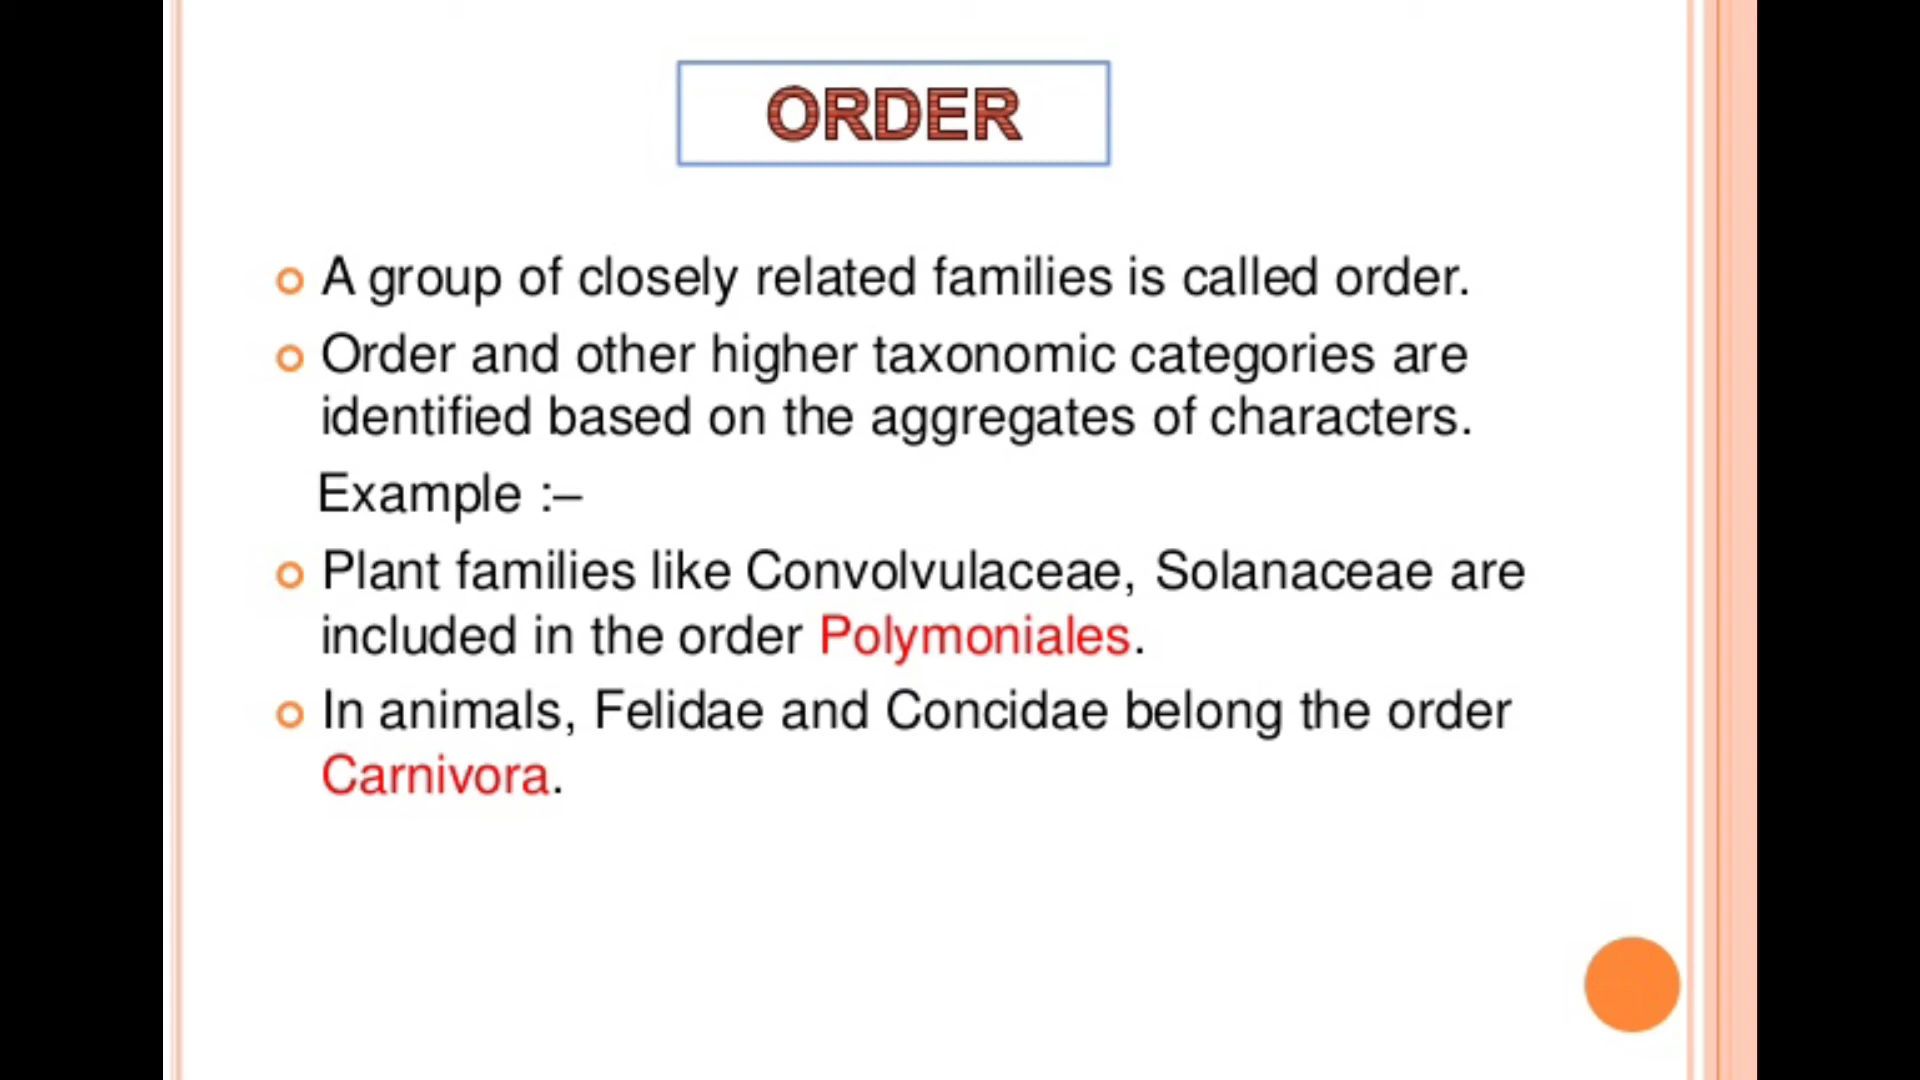 ORDER
A group of closely related families is called order.
Order and other higher taxonomic categories are
identified based on the aggregates of characters.
Example :–
Plant families like Convolvulaceae, Solanaceae are
included in the order Polymoniales.
In animals, Felidae and Concidae belong the order
Carnivora.